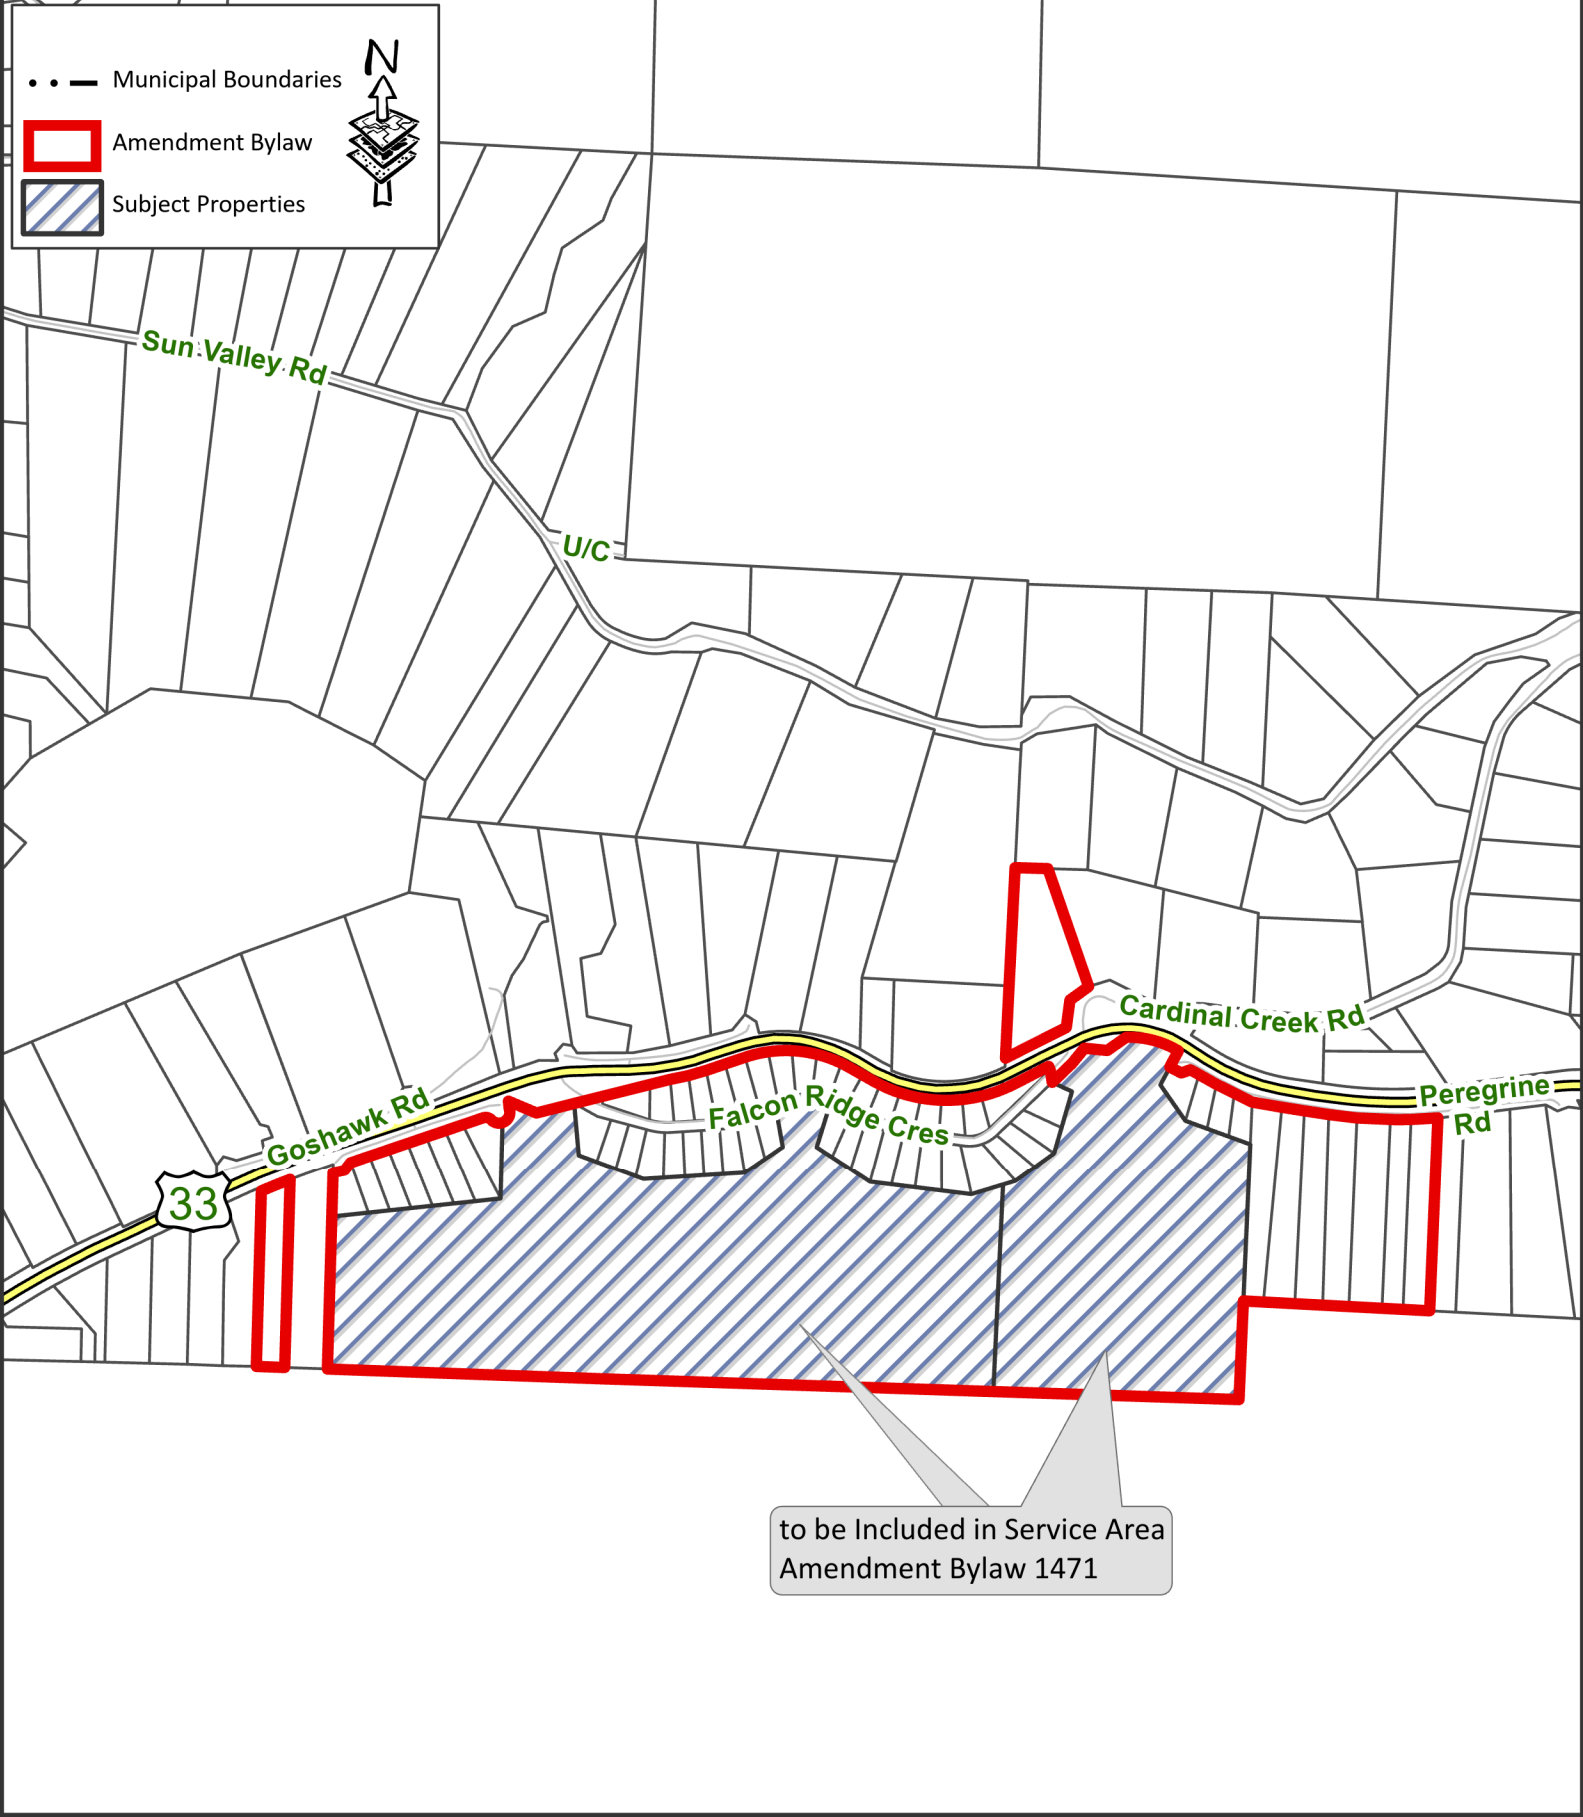 N
Municipal Boundaries
Amendment Bylaw
Subject Properties
Sun Valley Rd
U/C
Cardinal Creek Rd
Peregrine
Rd
Falcon Ridge Cres
Goshawk Rd
33
to be Included in Service Area
Amendment Bylaw 1471